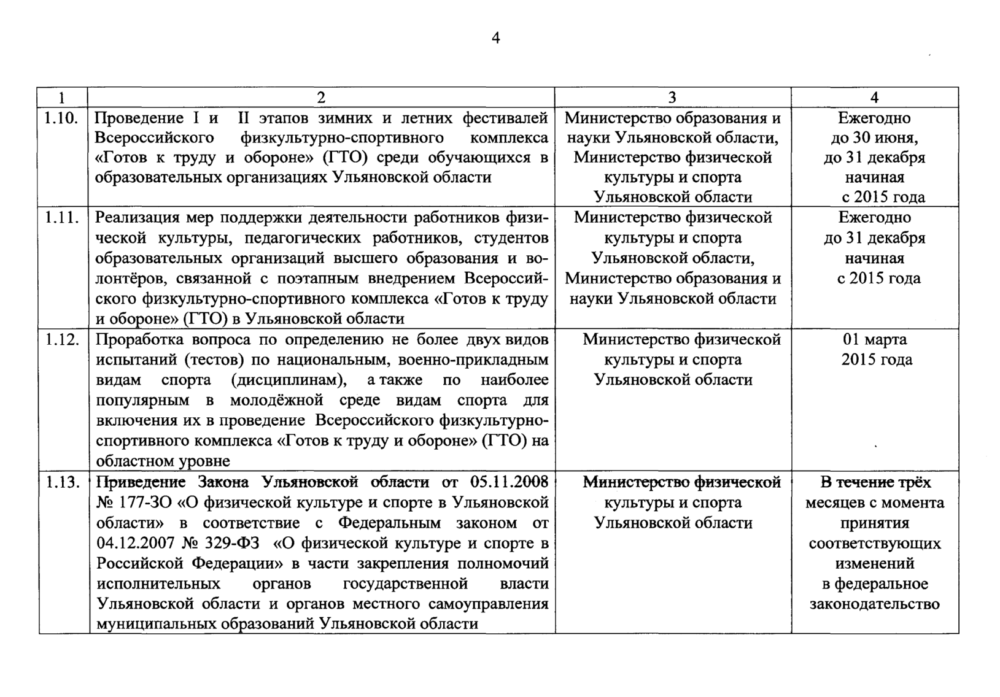 4
1 2 3 4
1.10. Проведение I и II этапов зимних и летних фестивалей
Всероссийского физкультурно-спортивного комплекса
«Готов к труду и обороне» (ГТО) среди обучающихся в
образовательных организациях Ульяновской области
Министерство образования и
науки Ульяновской области,
Министерство физической
культуры и спорта
Ульяновской области
Ежегодно
до 30 июня,
до 31 декабря
начиная
с 2015 года
1.11. Реализация мер поддержки деятельности работников физи-
ческой культуры, педагогических работников, студентов
образовательных организаций высшего образования и во-
лонтёров, связанной с поэтапным внедрением Всероссий-
ского физкультурно-спортивного комплекса «Готов к труду
и обороне» (ГТО) в Ульяновской области
Министерство физической
культуры и спорта
Ульяновской области,
Министерство образования и
науки Ульяновской области
Ежегодно
до 31 декабря
начиная
с 2015 года
1.12. Проработка вопроса по определению не более двух видов
испытаний (тестов) по национальным, военно-прикладным
видам спорта (дисциплинам), а также по наиболее
популярным в молодёжной среде видам спорта для
включения их в проведение Всероссийского физкультурно-
спортивного комплекса «Готов к труду и обороне» (ГТО) на
областном уровне
Министерство физической
культуры и спорта
Ульяновской области
01 марта
2015 года
1.13. Приведение Закона Ульяновской области от 05.11.2008
№ 177-ЗО «О физической культуре и спорте в Ульяновской
области» в соответствие с Федеральным законом от
04.12.2007 № 329-ФЗ «О физической культуре и спорте в
Российской Федерации» в части закрепления полномочий
исполнительных органов государственной власти
Ульяновской области и органов местного самоуправления
муниципальных образований Ульяновской области
Министерство физической
культуры и спорта
Ульяновской области
В течение трёх
месяцев с момента
принятия
соответствующих
изменений
в федеральное
законодательство